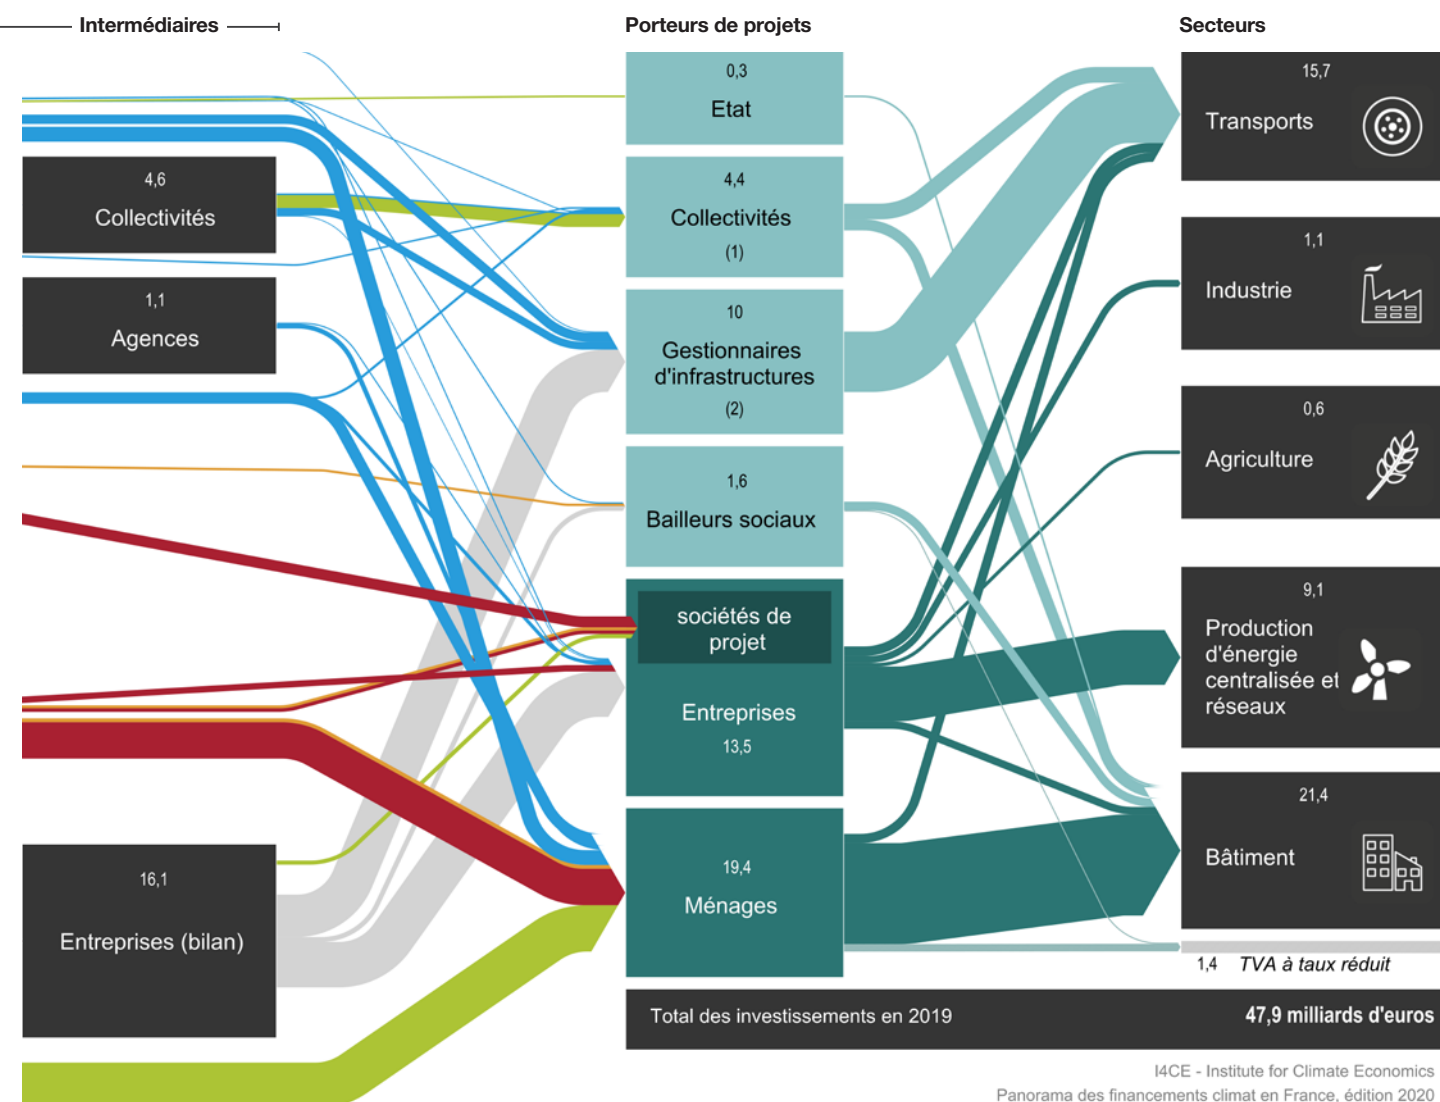 Intermédiaires
Porteurs de projets
Secteurs
4,6
Collectivités
1,1
Agences
16,1
Entreprises (bilan)
0,3
Etat
4,4
Collectivités
(1)
10
Gestionnaires
d'infrastructures
(2)
1,6
Bailleurs sociaux
sociétés de
projet
Entreprises
13,5
19,4
Ménages
15,7
Transports
1,1
Industrie
0,6
Agriculture
9,1
Production
d'énergie
centralisée et
réseaux
21,4
Bâtiment
1,4 TVA à taux réduit
Total des investissements en 2019 47,9 milliards d'euros
I4CE - Institute for Climate Economics
Panorama des financements climat en France, édition 2020